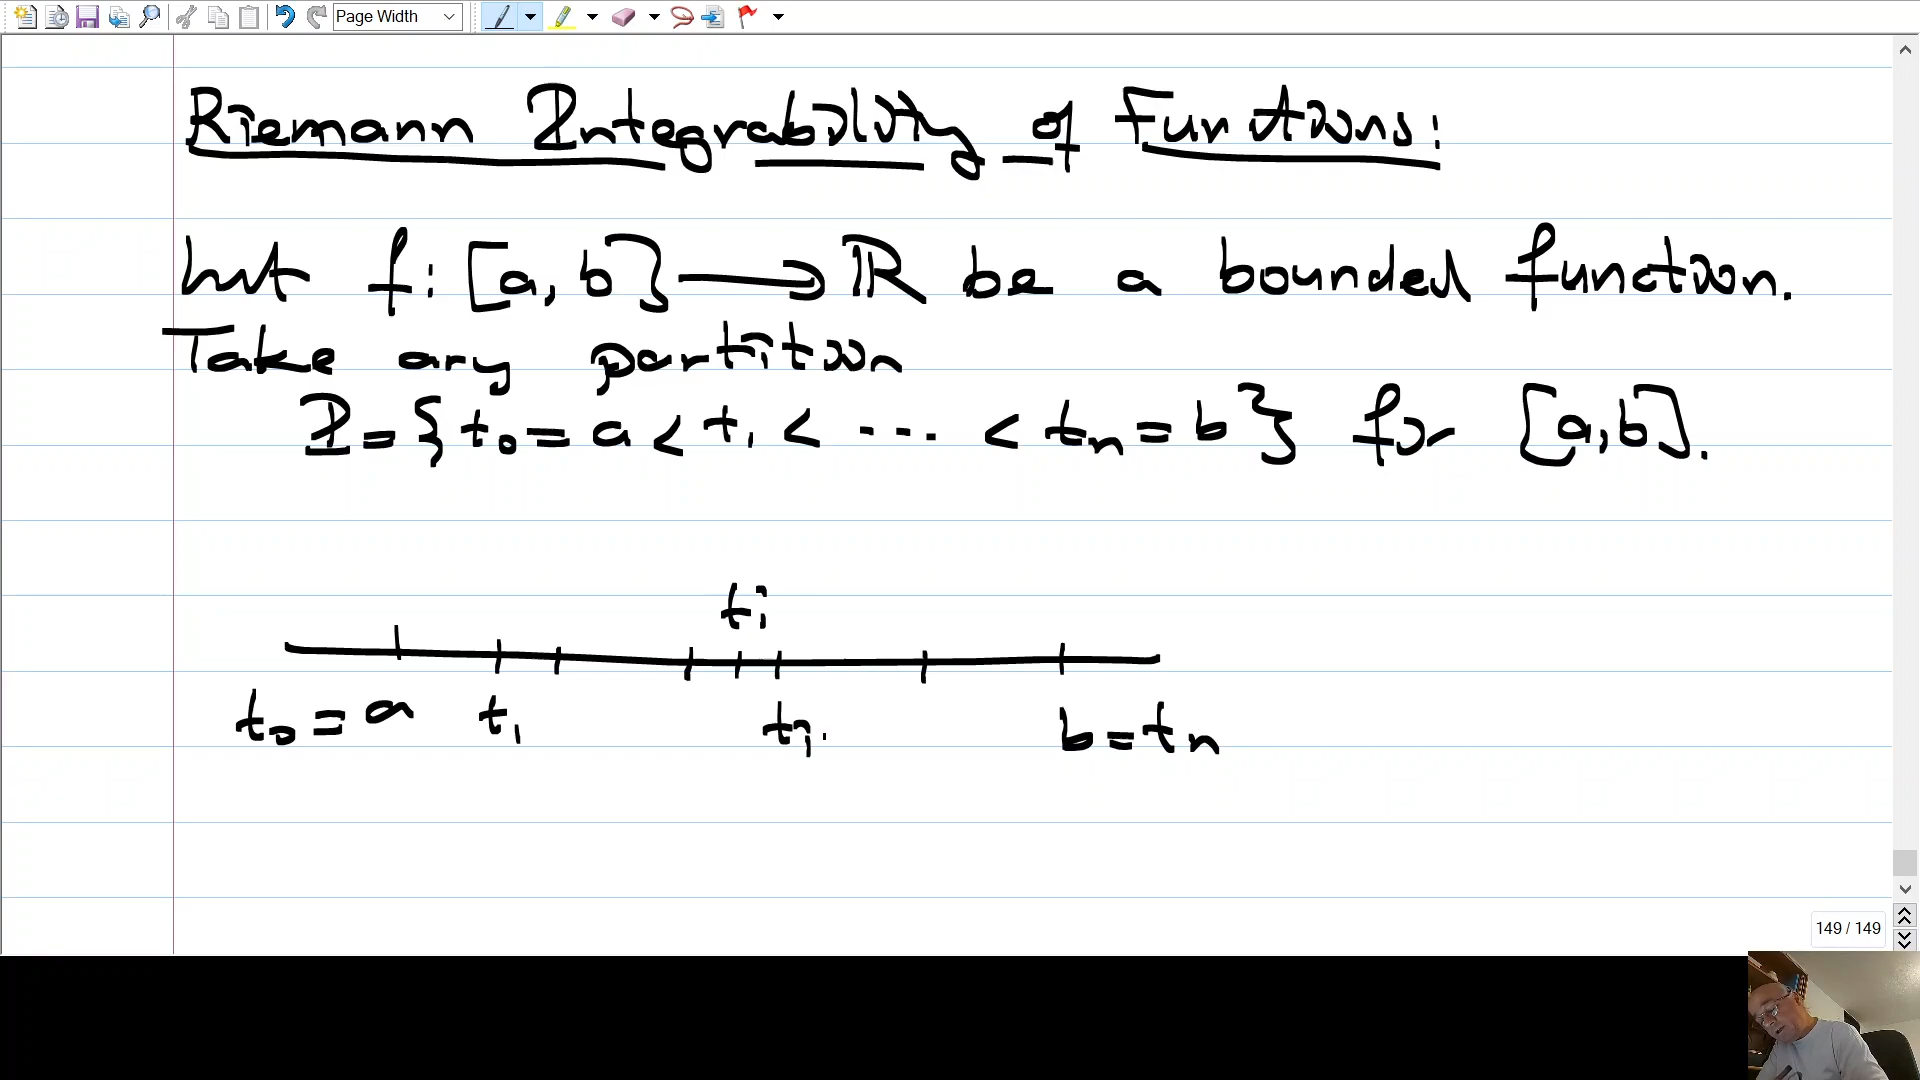 Page Width
Riemann Integrability of Functions:
Let f: [a, b] → ℝ be a bounded function.
Take any partition
P = { t₀ = a < t₁ < ... < tₙ = b } for [a,b].
tᵢ
t₀ = a t₁ tᵢ b = tₙ
149 / 149